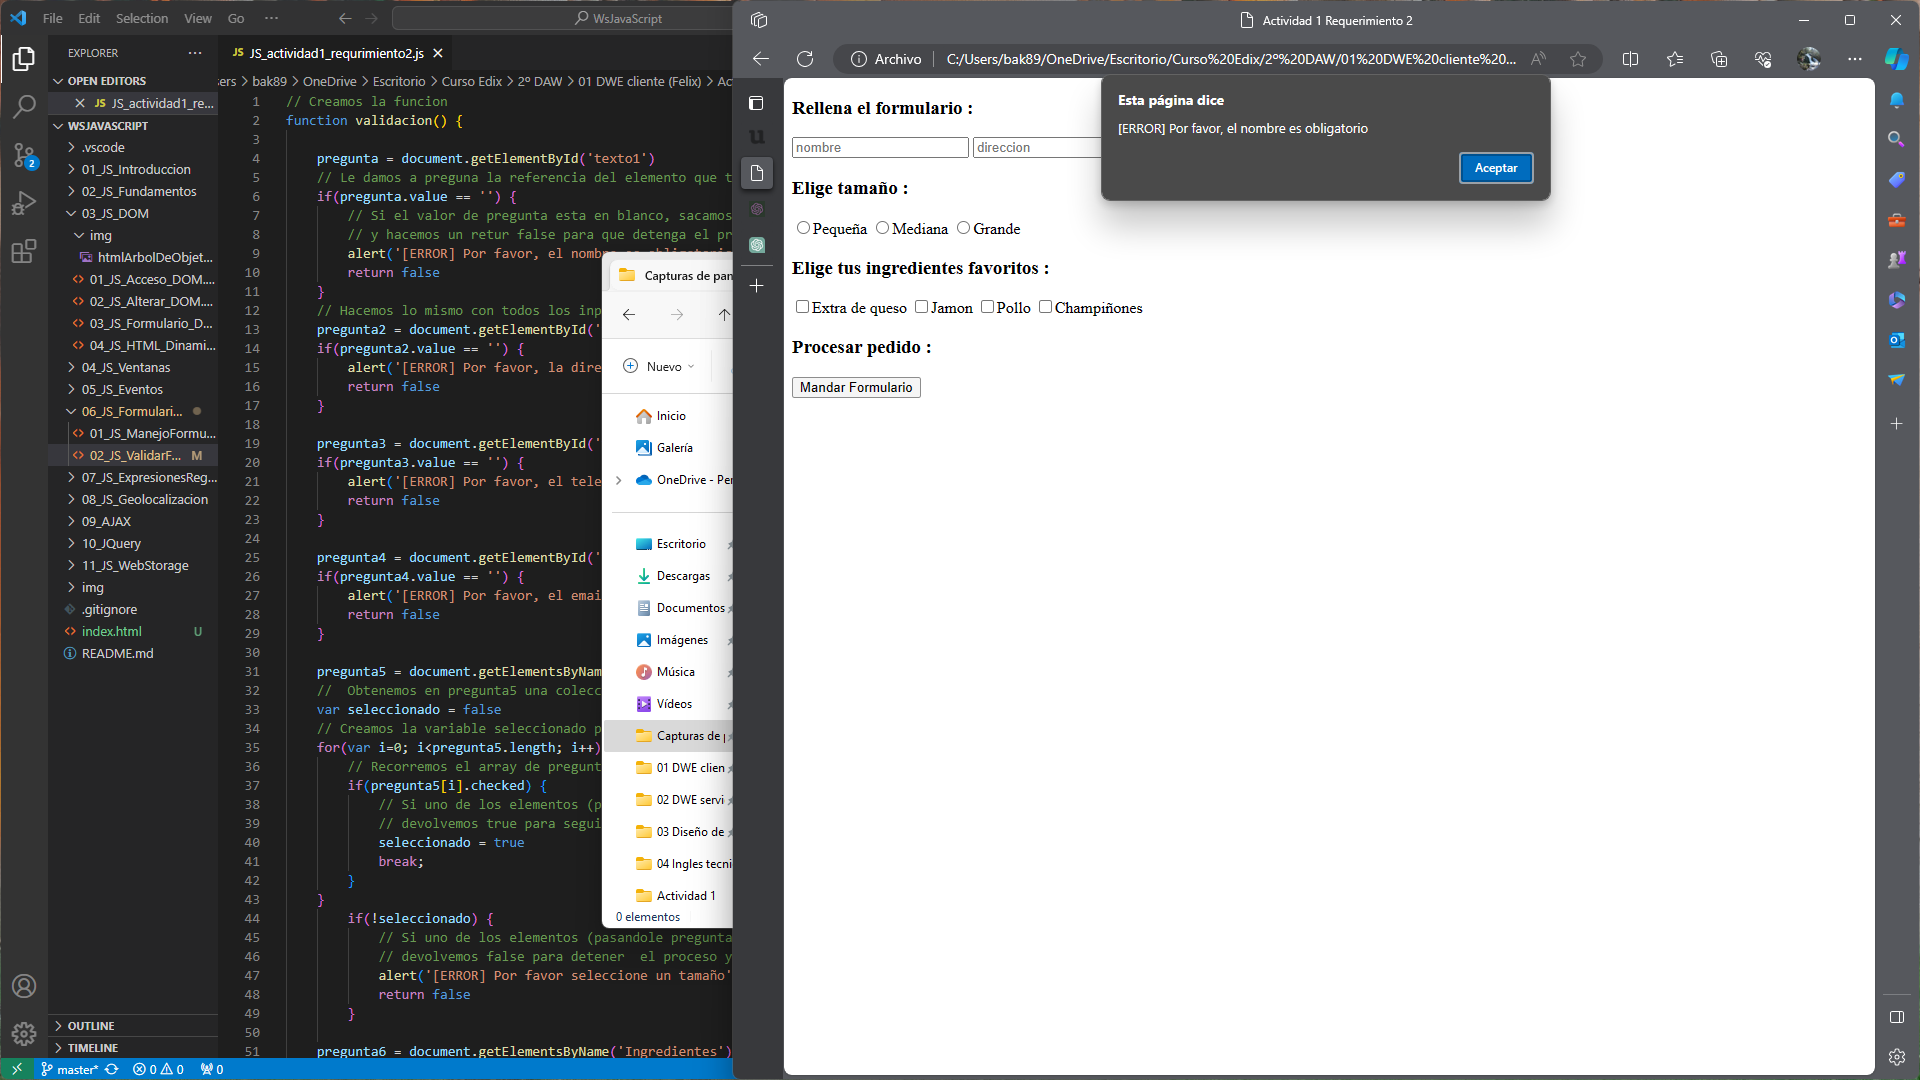 File Edit Selection View Go ··· WsJavaScript
EXPLORER ···
OPEN EDITORS
JS JS_actividad1_re...
WSJAVASCRIPT
.vscode
01_JS_Introduccion
02_JS_Fundamentos
03_JS_DOM
img
htmlArbolDeObjet...
01_Acceso_DOM....
02_JS_Alterar_DOM....
03_JS_Formulario_D...
04_JS_HTML_Dinami...
04_JS_Ventanas
05_JS_Eventos
06_JS_Formulari...
01_JS_ManejoFormu...
02_JS_ValidarF... M
07_JS_ExpresionesReg...
08_JS_Geolocalizacion
09_AJAX
10_JQuery
11_JS_WebStorage
img
.gitignore
index.html U
README.md
OUTLINE
TIMELINE
2
master* 0 0 0
JS JS_actividad1_requrimiento2.js
ers > bak89 > OneDrive > Escritorio > Curso Edix > 2º DAW > 01 DWE cliente (Felix) > Ac
1 // Creamos la funcion
2 function validacion() {
3
4 pregunta = document.getElementById('texto1')
5 // Le damos a preguna la referencia del elemento que t
6 if(pregunta.value == '') {
7 // Si el valor de pregunta esta en blanco, sacamos
8 // y hacemos un retur false para que detenga el pr
9 alert('[ERROR] Por favor, el nombre
10 return false
11 }
12 // Hacemos lo mismo con todos los inp
13 pregunta2 = document.getElementById('
14 if(pregunta2.value == '') {
15 alert('[ERROR] Por favor, la dire
16 return false
17 }
18
19 pregunta3 = document.getElementById('
20 if(pregunta3.value == '') {
21 alert('[ERROR] Por favor, el tele
22 return false
23 }
24
25 pregunta4 = document.getElementById('
26 if(pregunta4.value == '') {
27 alert('[ERROR] Por favor, el emai
28 return false
29 }
30
31 pregunta5 = document.getElementsByName
32 // Obtenemos en pregunta5 una colecc
33 var seleccionado = false
34 // Creamos la variable seleccionado p
35 for(var i=0; i<pregunta5.length; i++)
36 // Recorremos el array de pregunt
37 if(pregunta5[i].checked) {
38 // Si uno de los elementos (p
39 // devolvemos true para segui
40 seleccionado = true
41 break;
42 }
43 }
44 if(!seleccionado) {
45 // Si uno de los elementos (pasandole pregunta
46 // devolvemos false para detener el proceso y
47 alert('[ERROR] Por favor seleccione un tamaño'
48 return false
49 }
50
51 pregunta6 = document.getElementsByName('Ingredientes')
Capturas de pan
Nuevo
Inicio
Galería
OneDrive - Per
Escritorio
Descargas
Documentos
Imágenes
Música
Vídeos
Capturas de p
01 DWE clien
02 DWE servi
03 Diseño de
04 Ingles tecni
Actividad 1
0 elementos
Actividad 1 Requerimiento 2
Archivo C:/Users/bak89/OneDrive/Escritorio/Curso%20Edix/2º%20DAW/01%20DWE%20cliente%20...
Esta página dice
[ERROR] Por favor, el nombre es obligatorio
Aceptar
Rellena el formulario :
nombre direccion
Elige tamaño :
Pequeña Mediana Grande
Elige tus ingredientes favoritos :
Extra de queso Jamon Pollo Champiñones
Procesar pedido :
Mandar Formulario